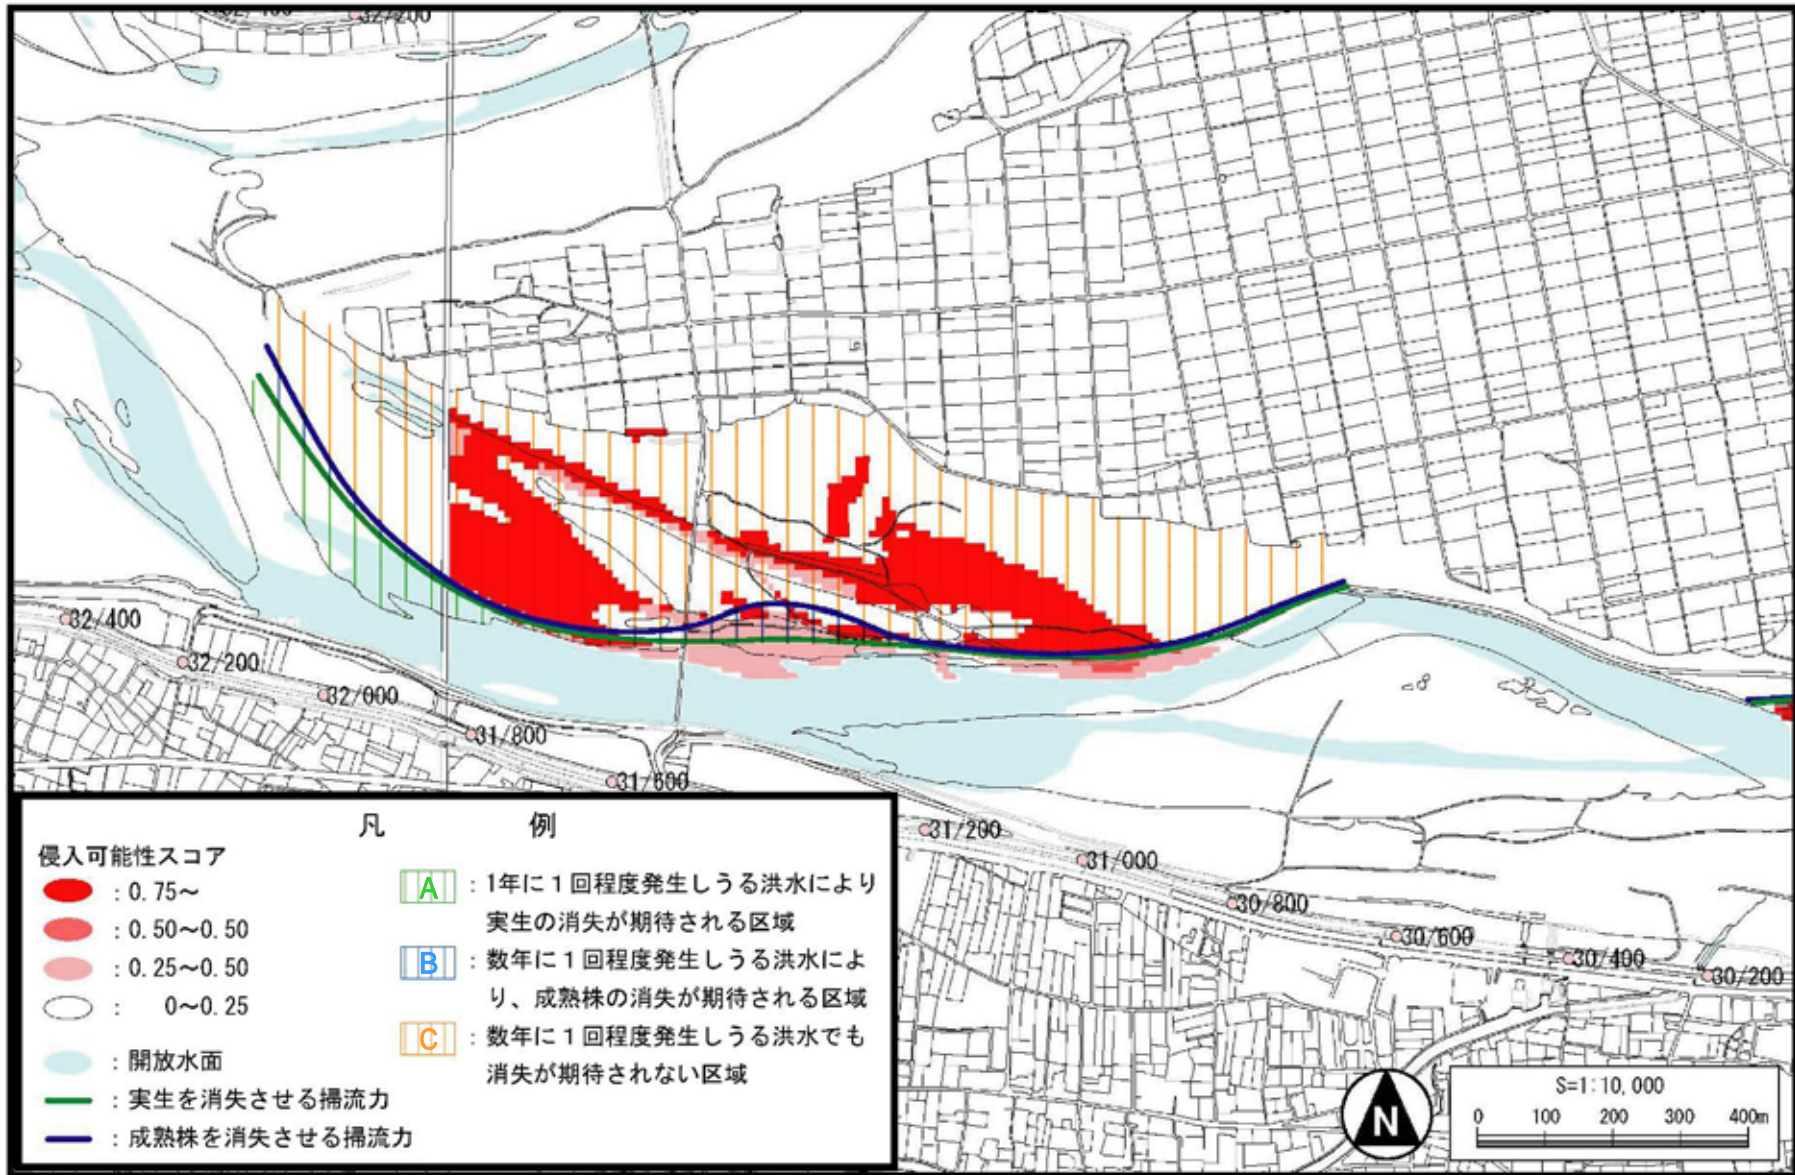 32/200
32/400
32/200
32/000
31/800
31/600
31/200
31/000
30/800
30/600
30/400
30/200
凡 例
侵入可能性スコア
:0.75～
:0.50～0.50
:0.25～0.50
: 0～0.25
:開放水面
:実生を消失させる掃流力
:成熟株を消失させる掃流力
A :1年に1回程度発生しうる洪水により
実生の消失が期待される区域
B :数年に1回程度発生しうる洪水によ
り、成熟株の消失が期待される区域
C :数年に1回程度発生しうる洪水でも
消失が期待されない区域
N
S=1:10,000
0 100 200 300 400m